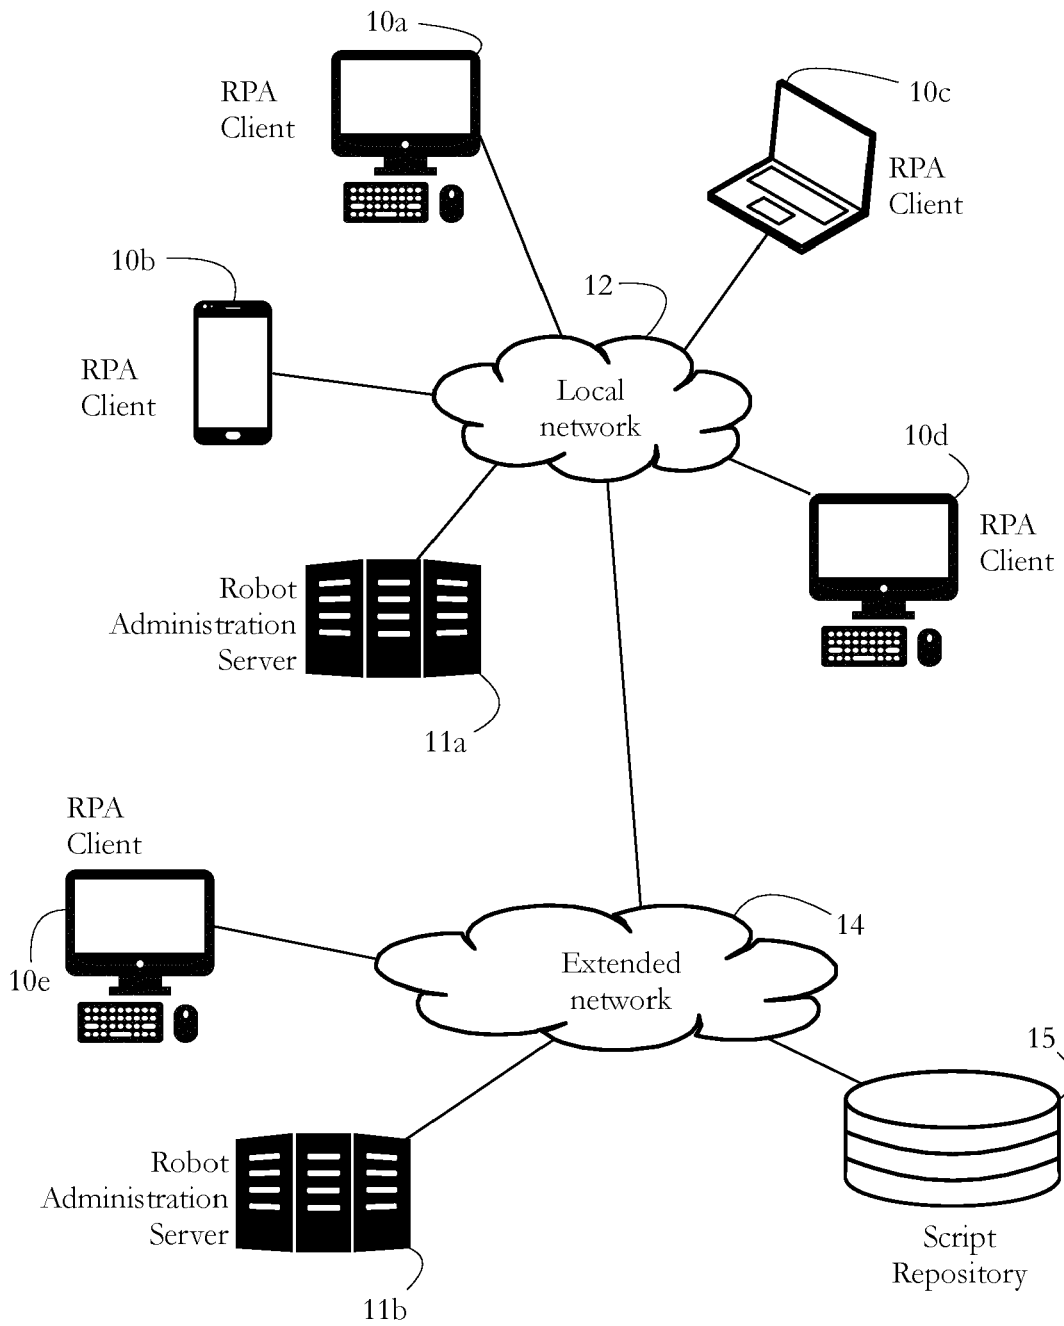 10a
RPA
Client
10c
RPA
Client
10b
RPA
Client
12
Local
network
10d
RPA
Client
Robot
Administration
Server
11a
RPA
Client
10e
14
Extended
network
15
Robot
Administration
Server
11b
Script
Repository